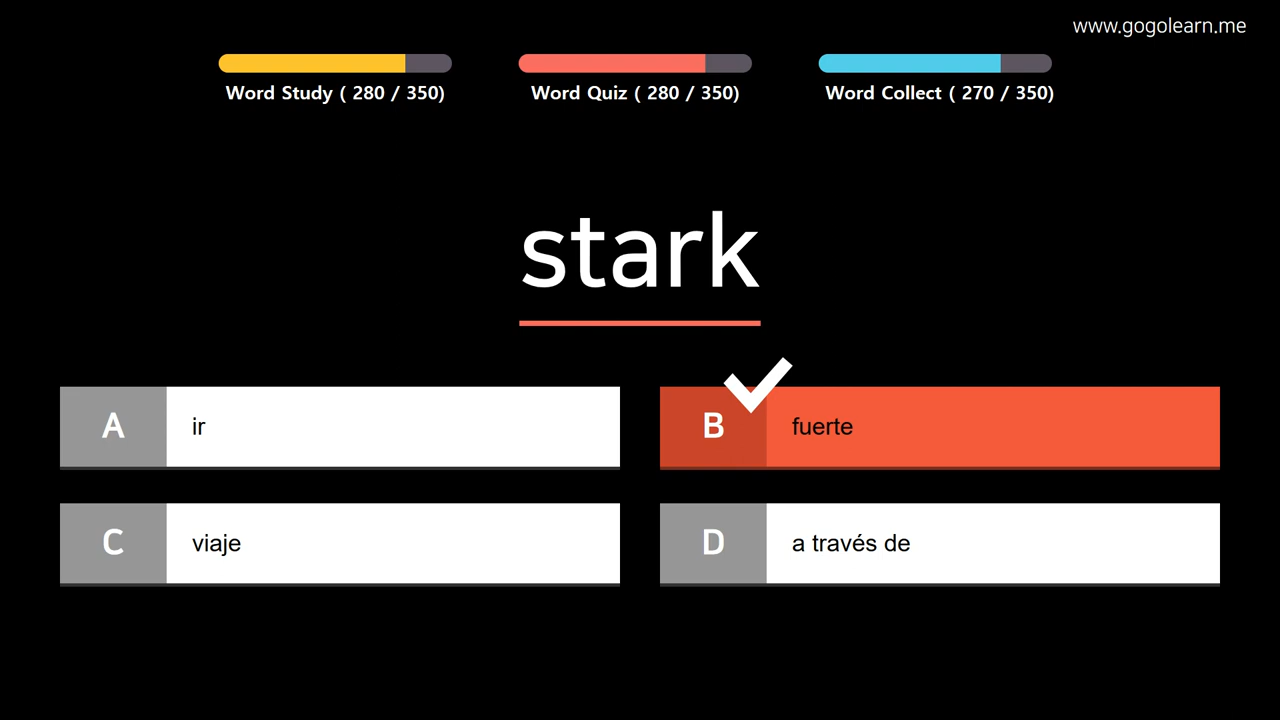 www.gogolearn.me
Word Study ( 280 / 350)
Word Quiz ( 280 / 350)
Word Collect ( 270 / 350)
stark
A ir
B fuerte
C viaje
D a través de